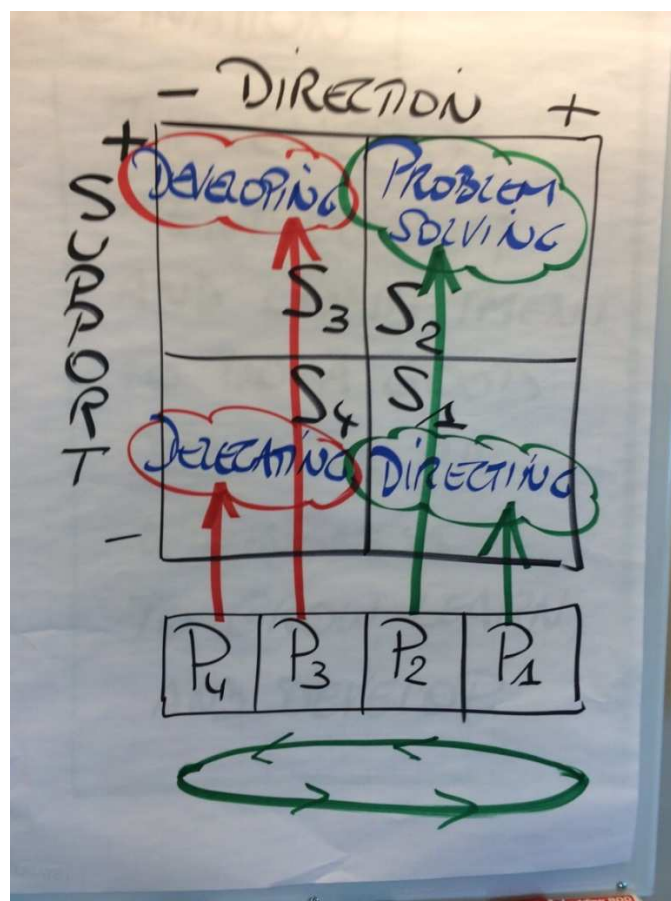 - DIRECTION +
+
SUPPORT
-
DEVELOPING
PROBLEM
SOLVING
S3
S2
S4
S1
DELEGATING
DIRECTING
P4
P3
P2
P1